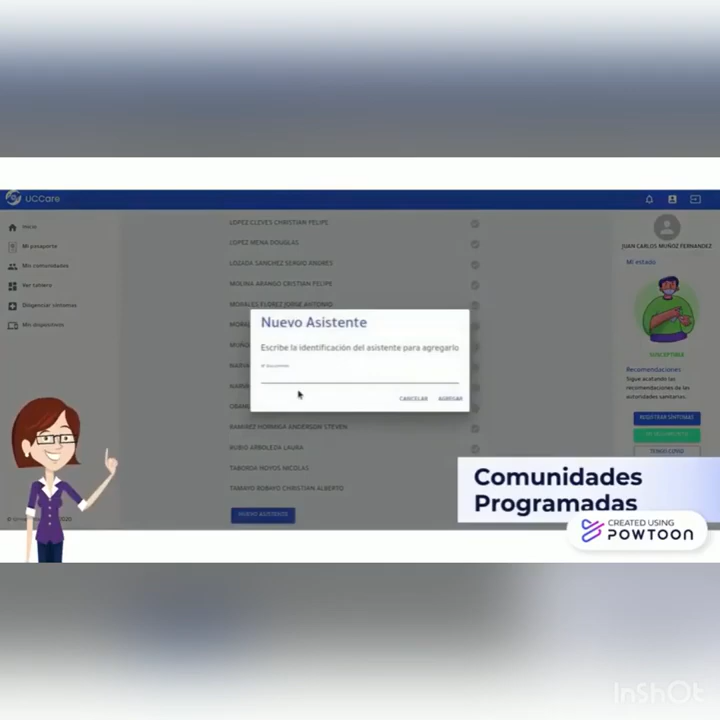 UCCare
Inicio
Mi pasaporte
Mis comunidades
Ver tablero
Diagnosticar síntomas
Mis dispositivos
LOPEZ CLEVES CHRISTIAN FELIPE
LOPEZ MENA DOUGLAS
LOZADA SANCHEZ SERGIO ANDRES
MOLINA ARANGO CRISTIAN FELIPE
MORALES FLOREZ JORGE ANTONIO
Nuevo Asistente
Escribe la identificación del asistente para agregarlo
N° Documento
CANCELAR AGREGAR
RAMIREZ HORMIGA ANDERSON STEVEN
RUBIO ARBOLEDA LAURA
TABORDA HOYOS NICOLAS
TAMAYO BOBAYO CHRISTIAN ALBERTO
NUEVO ASISTENTE
JUAN CARLOS MUÑOZ FERNANDEZ
Mi estado
SUSCEPTIBLE
Recomendaciones
Sigue acatando las
recomendaciones de las
autoridades sanitarias.
REGISTRAR SÍNTOMAS
TENGO COVID
Comunidades
Programadas
CREATED USING
POWTOON
InShOt